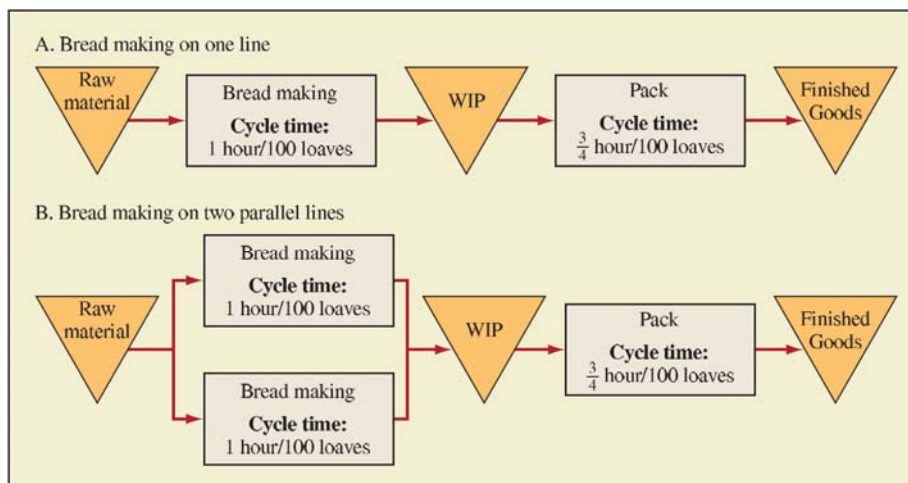 A. Bread making on one line
Raw
material
Bread making
Cycle time:
1 hour/100 loaves
WIP
Pack
Cycle time:
3/4 hour/100 loaves
Finished
Goods
B. Bread making on two parallel lines
Raw
material
Bread making
Cycle time:
1 hour/100 loaves
Bread making
Cycle time:
1 hour/100 loaves
WIP
Pack
Cycle time:
3/4 hour/100 loaves
Finished
Goods